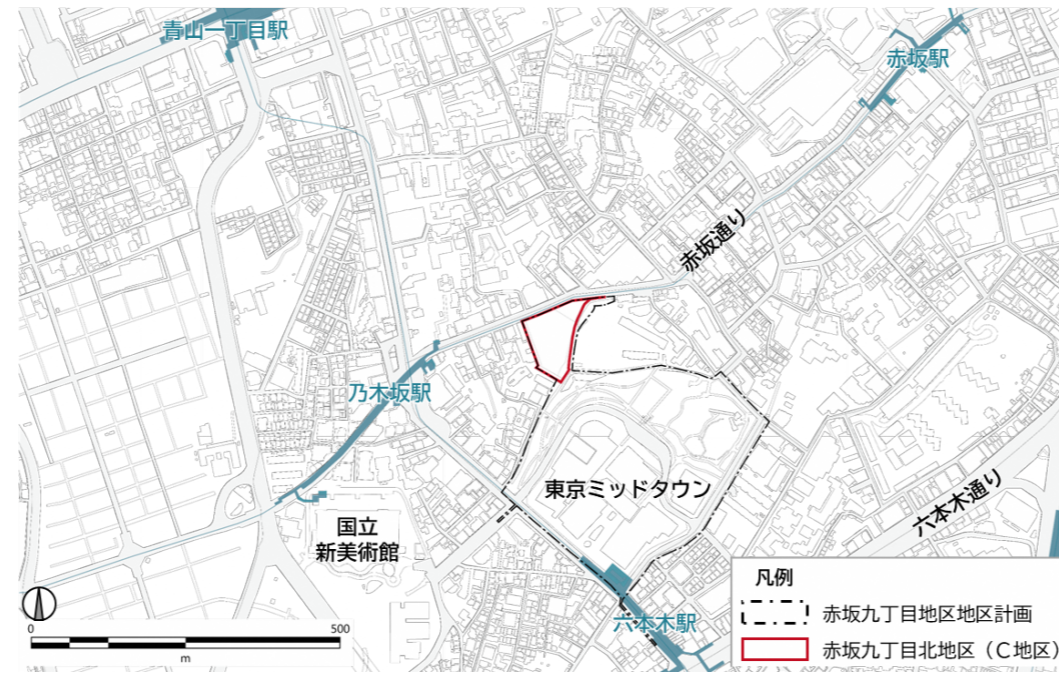 青山一丁目駅
赤坂駅
赤坂通り
乃木坂駅
東京ミッドタウン
六本木通り
国立
新美術館
六本木駅
凡例
赤坂九丁目地区地区計画
赤坂九丁目北地区（C地区）
0
500
m